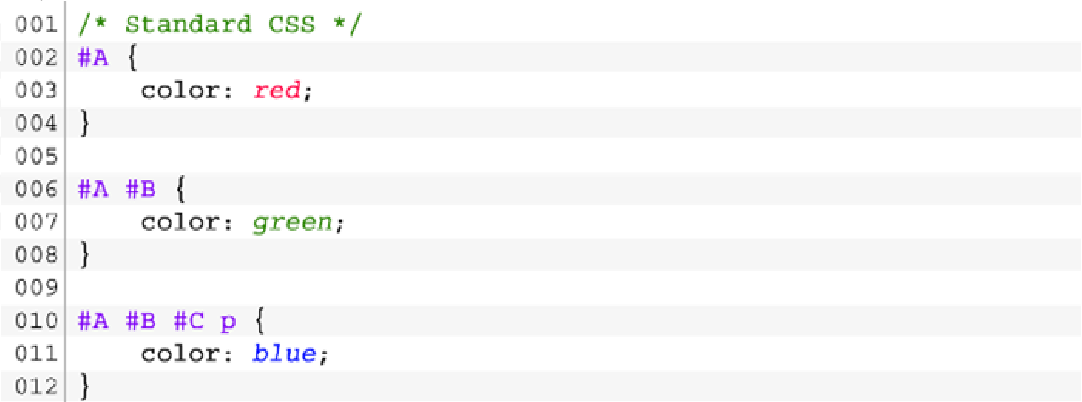 001 /* Standard CSS */
002 #A {
003     color: red;
004 }
005
006 #A #B {
007     color: green;
008 }
009
010 #A #B #C p {
011     color: blue;
012 }